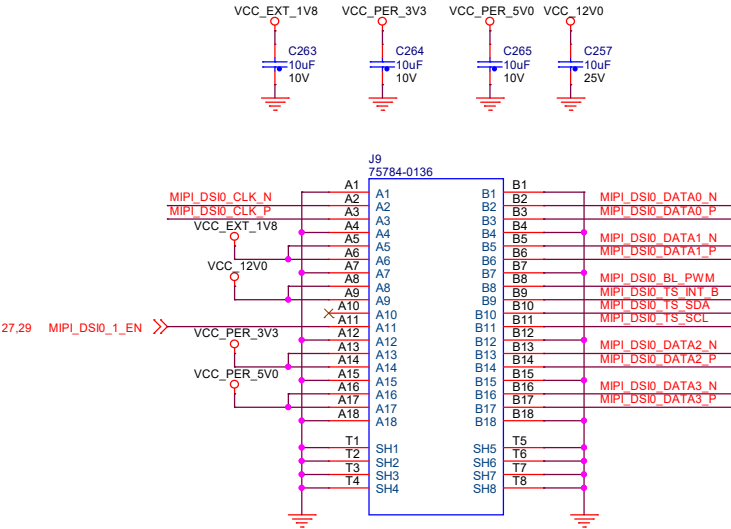 VCC_EXT_1V8 VCC_PER_3V3 VCC_PER_5V0 VCC_12V0
C263 C264 C265 C257
10uF 10uF 10uF 10uF
10V 10V 10V 25V
J9
75784-0136
A1 A1 B1 B1
MIPI_DSI0_CLK_N A2 A2 B2 B2 MIPI_DSI0_DATA0_N
MIPI_DSI0_CLK_P A3 A3 B3 B3 MIPI_DSI0_DATA0_P
VCC_EXT_1V8 A4 A4 B4 B4
A5 A5 B5 B5 MIPI_DSI0_DATA1_N
A6 A6 B6 B6 MIPI_DSI0_DATA1_P
VCC_12V0 A7 A7 B7 B7
A8 A8 B8 B8 MIPI_DSI0_BL_PWM
A9 A9 B9 B9 MIPI_DSI0_TS_INT_B
A10 A10 B10 B10 MIPI_DSI0_TS_SDA
27,29 MIPI_DSI0_1_EN A11 A11 B11 B11 MIPI_DSI0_TS_SCL
VCC_PER_3V3 A12 A12 B12 B12
A13 A13 B13 B13 MIPI_DSI0_DATA2_N
A14 A14 B14 B14 MIPI_DSI0_DATA2_P
VCC_PER_5V0 A15 A15 B15 B15
A16 A16 B16 B16 MIPI_DSI0_DATA3_N
A17 A17 B17 B17 MIPI_DSI0_DATA3_P
A18 A18 B18 B18
T1 SH1 SH5 T5
T2 SH2 SH6 T6
T3 SH3 SH7 T7
T4 SH4 SH8 T8